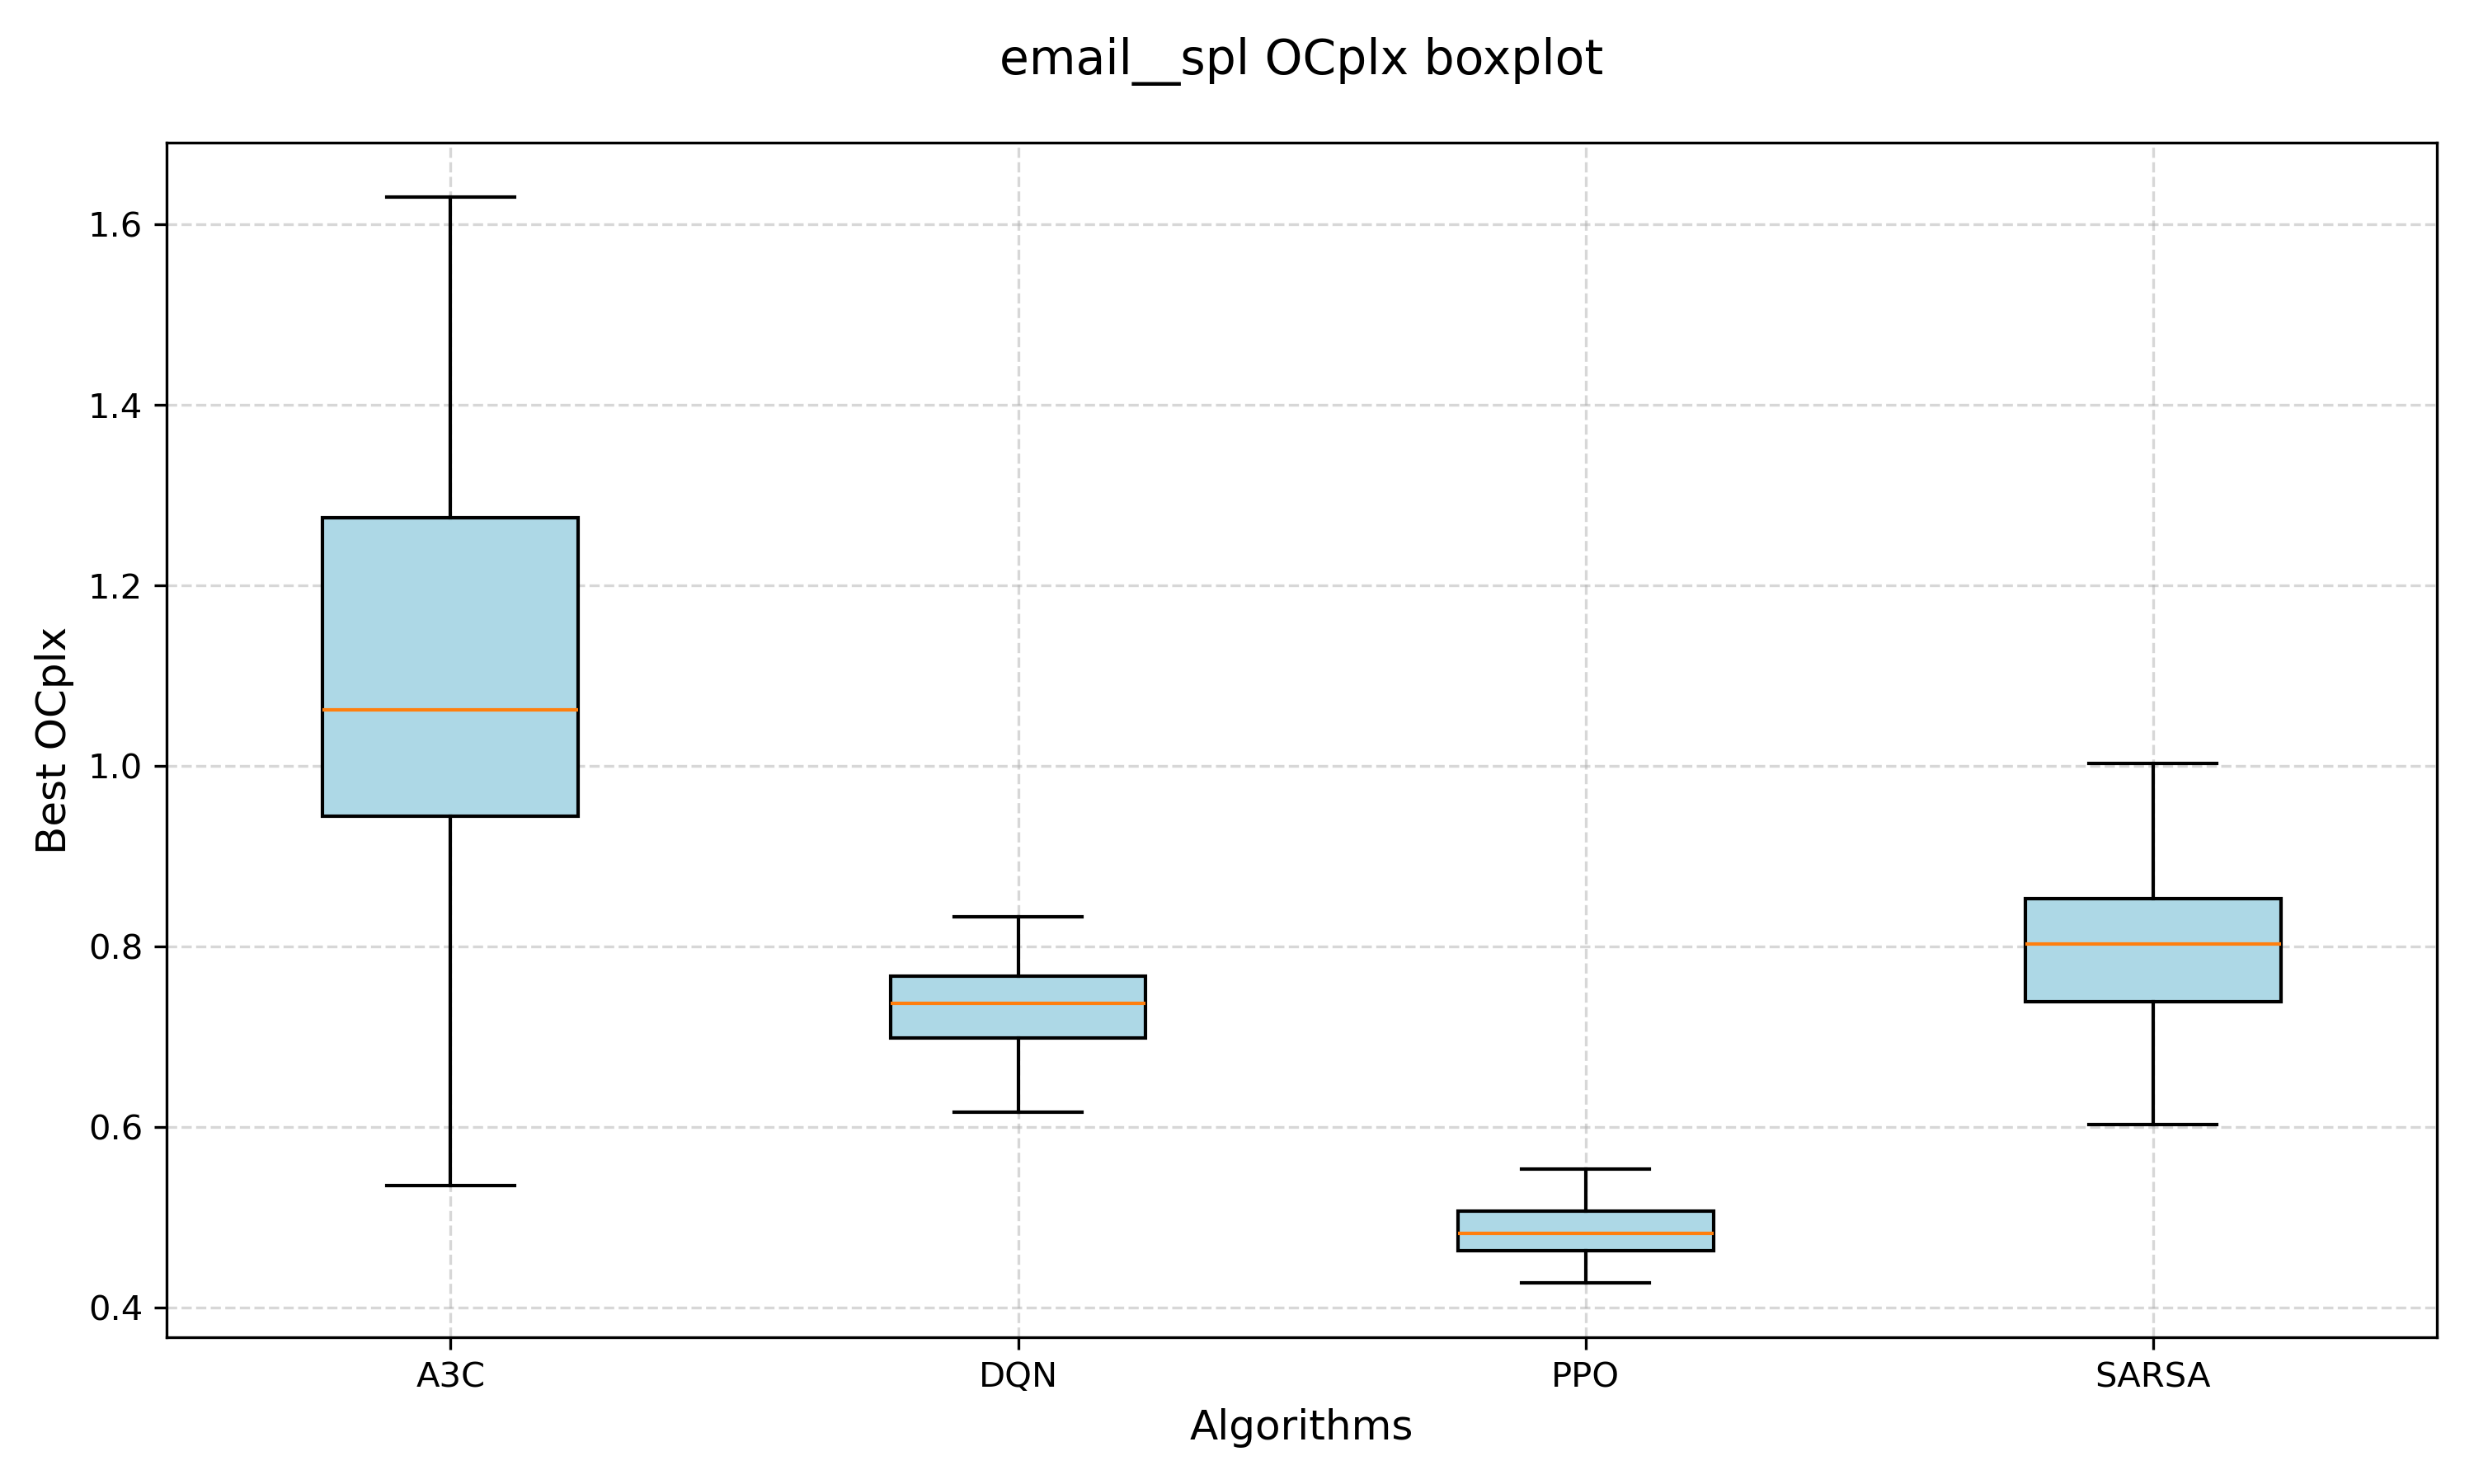 email__spl OCplx boxplot
Best OCplx
1.6
1.4
1.2
1.0
0.8
0.6
0.4
A3C
DQN
PPO
SARSA
Algorithms